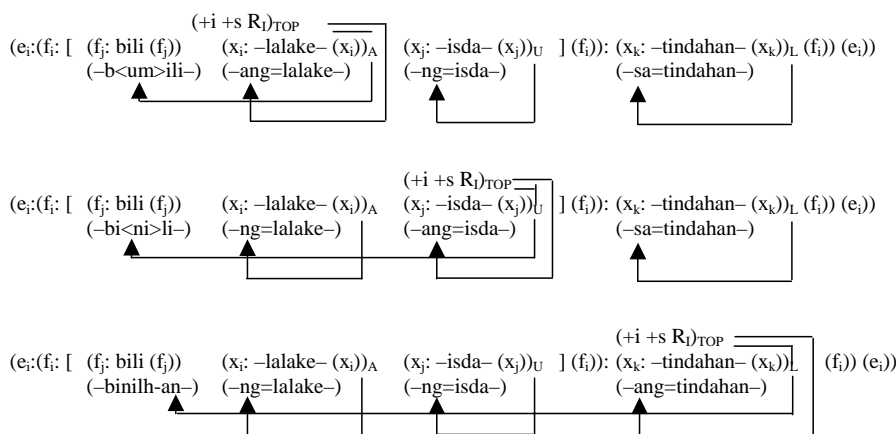 (+i +s R_I)_TOP
(e_i:(f_i: [ (f_j: bili (f_j)) (x_i: –lalake– (x_i))_A (x_j: –isda– (x_j))_U ] (f_i)): (x_k: –tindahan– (x_k))_L (f_i)) (e_i))
(–b<um>ili–) (–ang=lalake–) (–ng=isda–) (–sa=tindahan–)
(+i +s R_I)_TOP
(e_i:(f_i: [ (f_j: bili (f_j)) (x_i: –lalake– (x_i))_A (x_j: –isda– (x_j))_U ] (f_i)): (x_k: –tindahan– (x_k))_L (f_i)) (e_i))
(–bi<ni>li–) (–ng=lalake–) (–ang=isda–) (–sa=tindahan–)
(+i +s R_I)_TOP
(e_i:(f_i: [ (f_j: bili (f_j)) (x_i: –lalake– (x_i))_A (x_j: –isda– (x_j))_U ] (f_i)): (x_k: –tindahan– (x_k))_L (f_i)) (e_i))
(–binilh-an–) (–ng=lalake–) (–ng=isda–) (–ang=tindahan–)